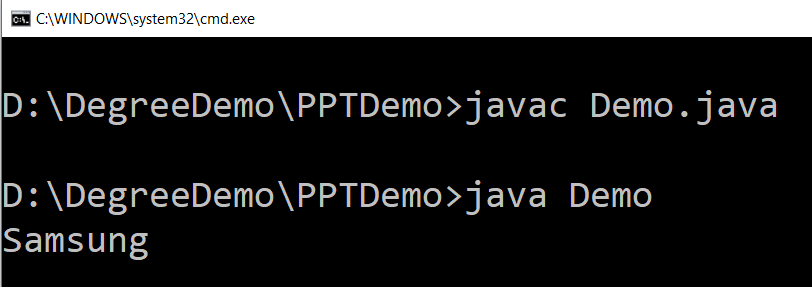 C:\WINDOWS\system32\cmd.exe
D:\DegreeDemo\PPTDemo>javac Demo.java
D:\DegreeDemo\PPTDemo>java Demo
Samsung